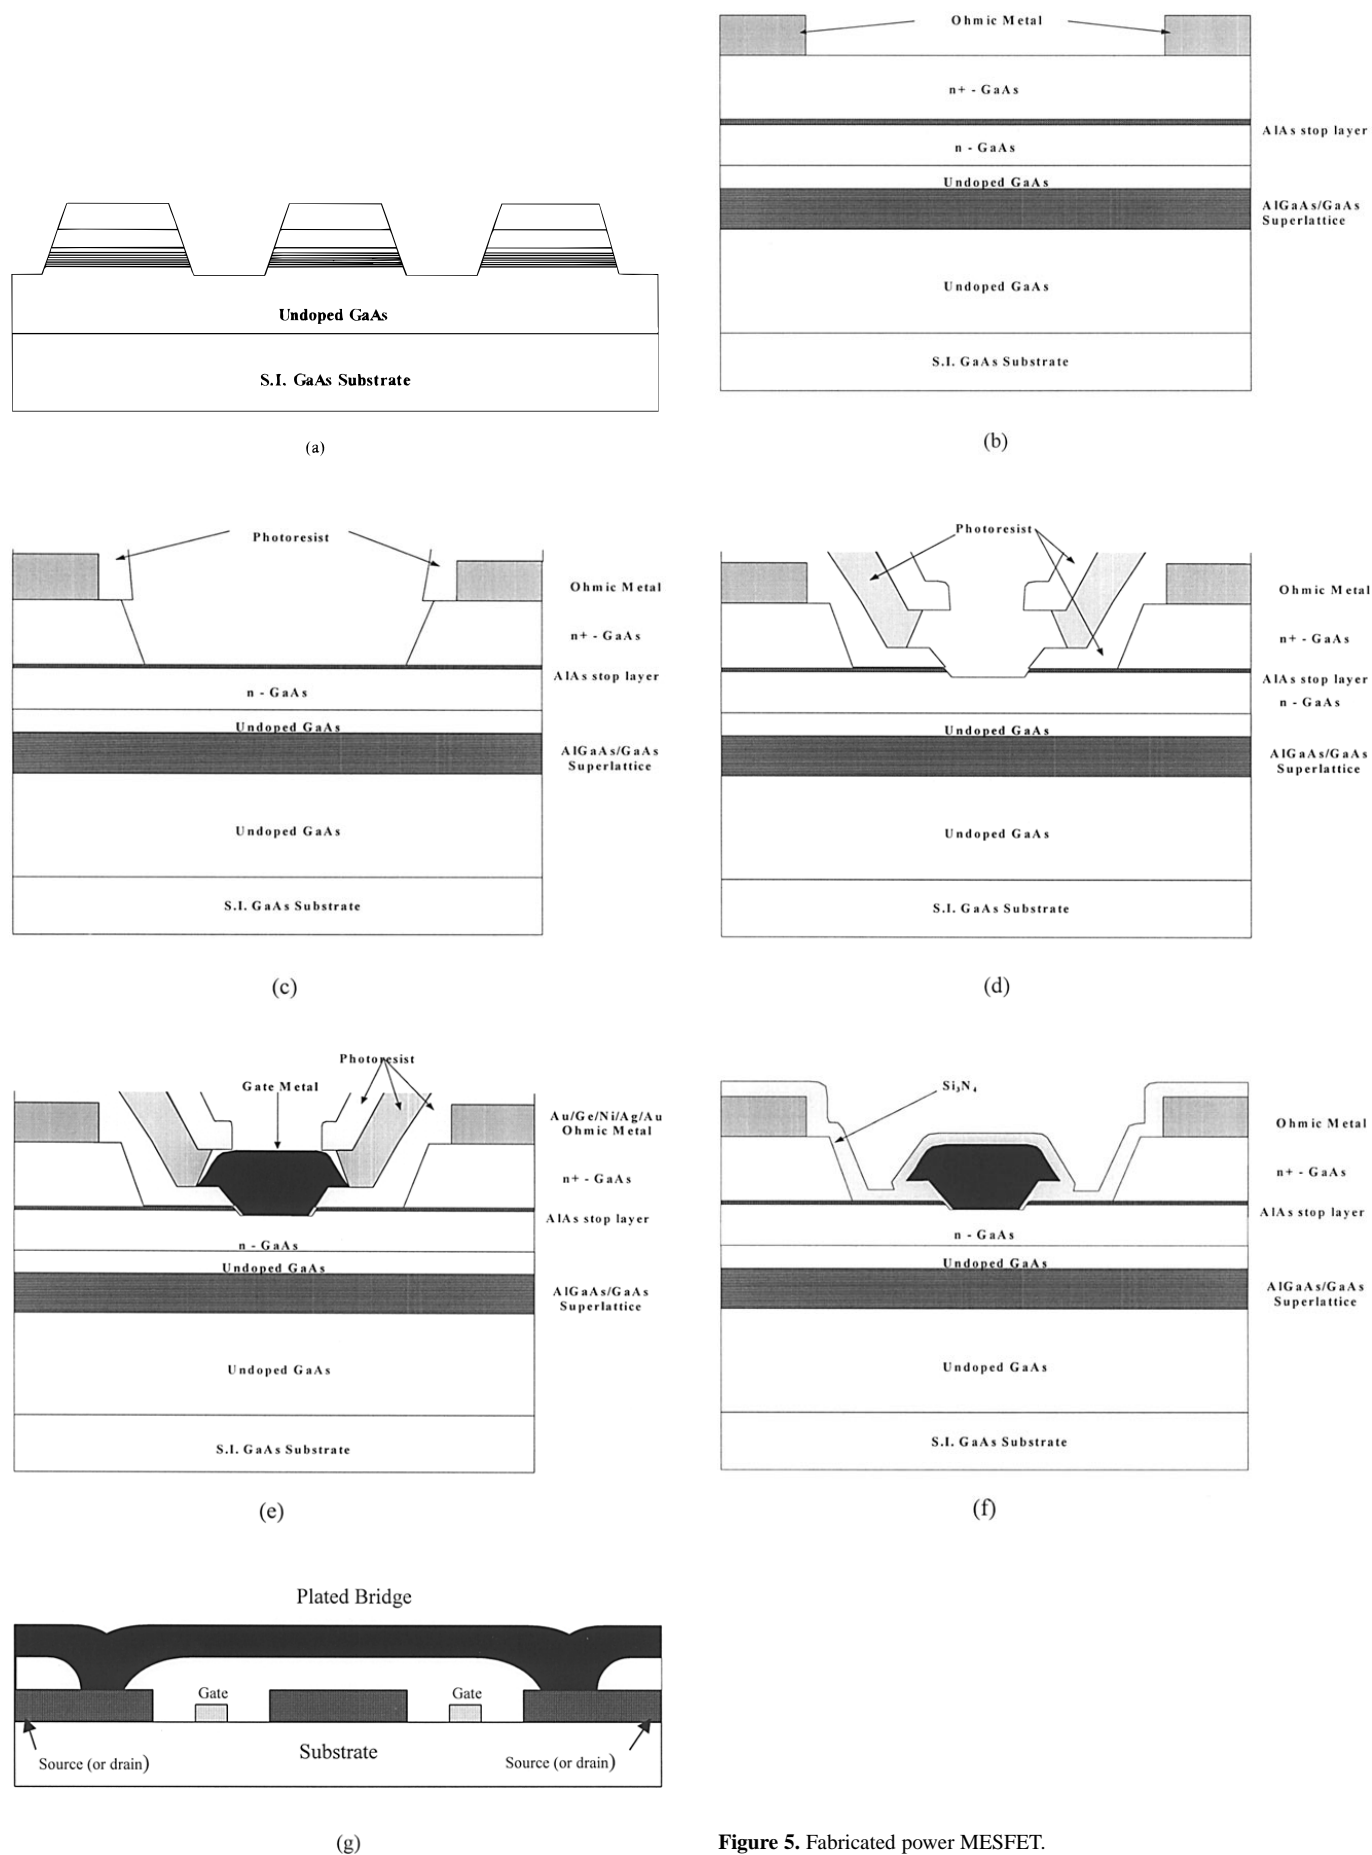 Undoped GaAs
S.I. GaAs Substrate
(a)
Ohmic Metal
n+ - GaAs
AlAs stop layer
n - GaAs
Undoped GaAs
AlGaAs/GaAs
Superlattice
Undoped GaAs
S.I. GaAs Substrate
(b)
Photoresist
Ohmic Metal
n+ - GaAs
AlAs stop layer
n - GaAs
Undoped GaAs
AlGaAs/GaAs
Superlattice
Undoped GaAs
S.I. GaAs Substrate
(c)
Photoresist
Ohmic Metal
n+ - GaAs
AlAs stop layer
n - GaAs
Undoped GaAs
AlGaAs/GaAs
Superlattice
Undoped GaAs
S.I. GaAs Substrate
(d)
Photoresist
Gate Metal
Au/Ge/Ni/Ag/Au
Ohmic Metal
n+ - GaAs
AlAs stop layer
n - GaAs
Undoped GaAs
AlGaAs/GaAs
Superlattice
Undoped GaAs
S.I. GaAs Substrate
(e)
Si₃N₄
Ohmic Metal
n+ - GaAs
AlAs stop layer
n - GaAs
Undoped GaAs
AlGaAs/GaAs
Superlattice
Undoped GaAs
S.I. GaAs Substrate
(f)
Plated Bridge
Gate
Gate
Substrate
Source (or drain)
Source (or drain)
(g)
Figure 5. Fabricated power MESFET.